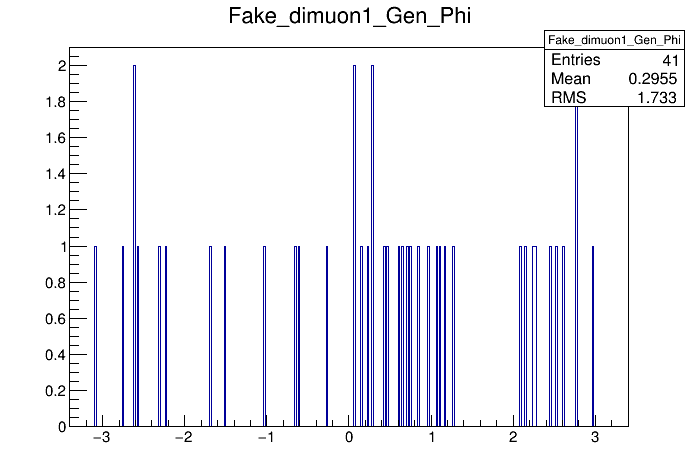 Fake_dimuon1_Gen_Phi
Fake_dimuon1_Gen_Phi
Entries 41
Mean 0.2955
RMS 1.733
2
1.8
1.6
1.4
1.2
1
0.8
0.6
0.4
0.2
0
−3 −2 −1 0 1 2 3